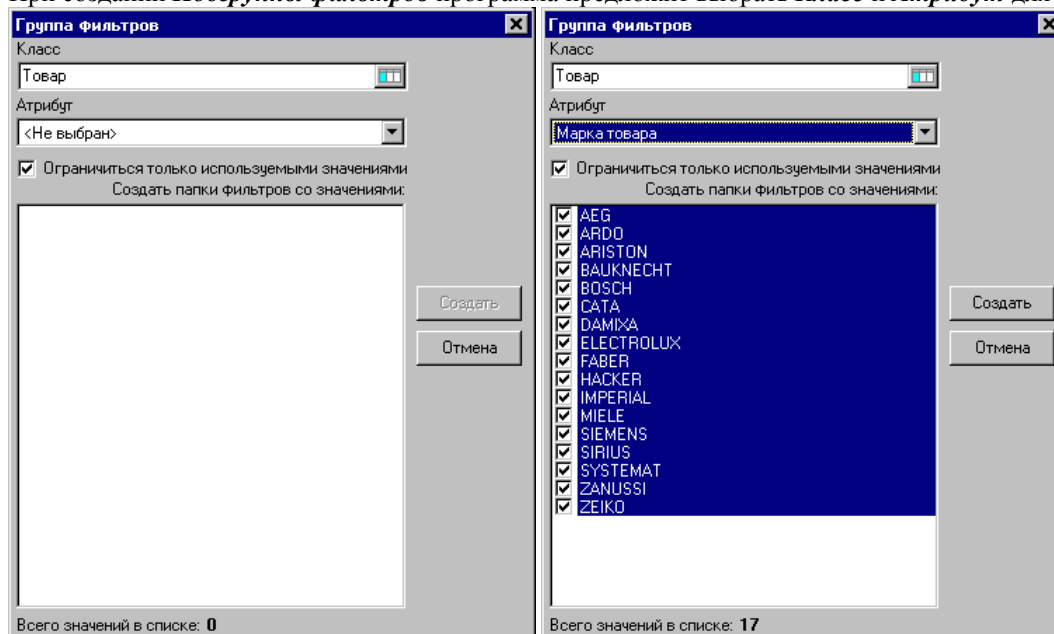 При создании Подгруппы фильтров программа предложит выбрать Класс и Атрибут для
Группа фильтров
Класс
Товар
Атрибут
<Не выбран>
Ограничиться только используемыми значениями
Создать папки фильтров со значениями:
Создать
Отмена
Всего значений в списке: 0
Группа фильтров
Класс
Товар
Атрибут
Марка товара
Ограничиться только используемыми значениями
Создать папки фильтров со значениями:
AEG
ARDO
ARISTON
BAUKNECHT
BOSCH
CATA
DAMIXA
ELECTROLUX
FABER
HACKER
IMPERIAL
MIELE
SIEMENS
SIRIUS
SYSTEMAT
ZANUSSI
ZEIKO
Создать
Отмена
Всего значений в списке: 17